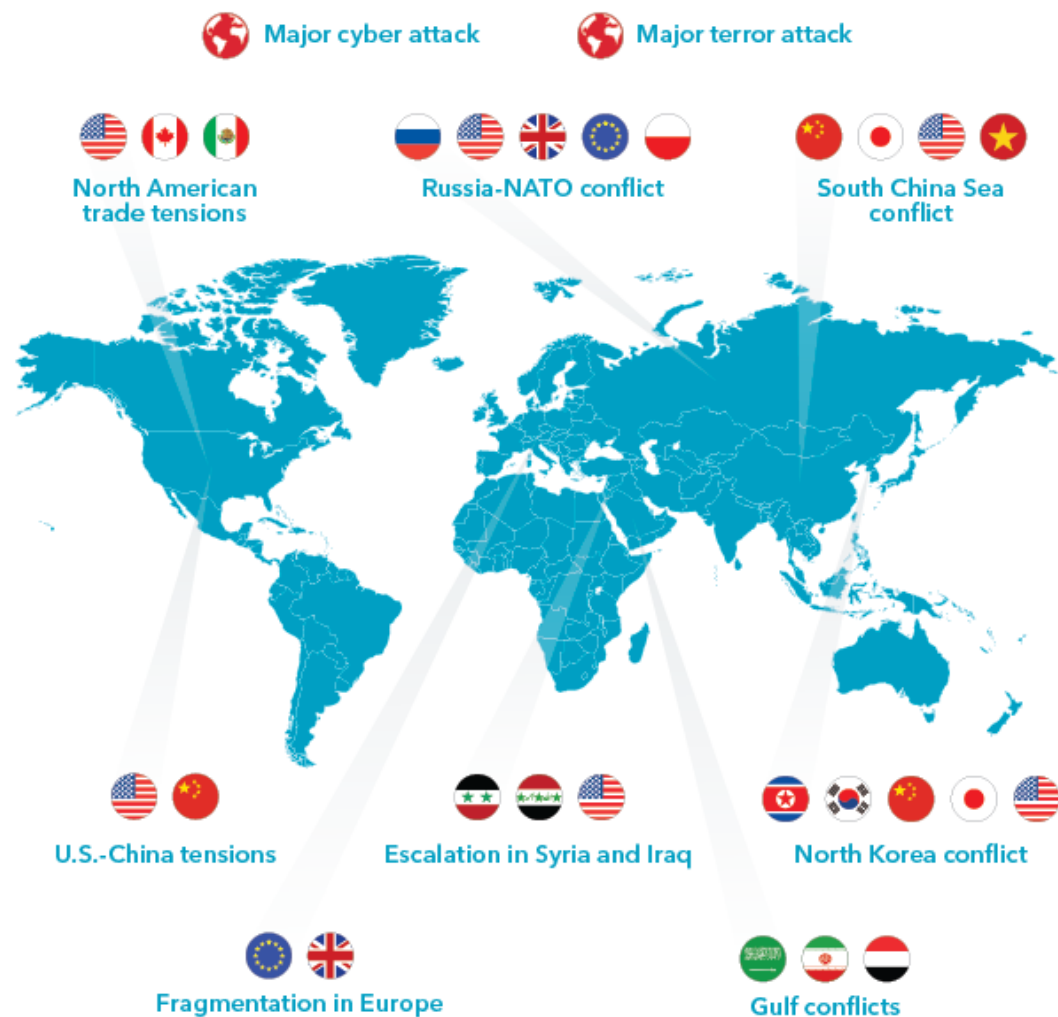 Major cyber attack
Major terror attack
North American
trade tensions
Russia-NATO conflict
South China Sea
conflict
U.S.-China tensions
Escalation in Syria and Iraq
North Korea conflict
Fragmentation in Europe
Gulf conflicts